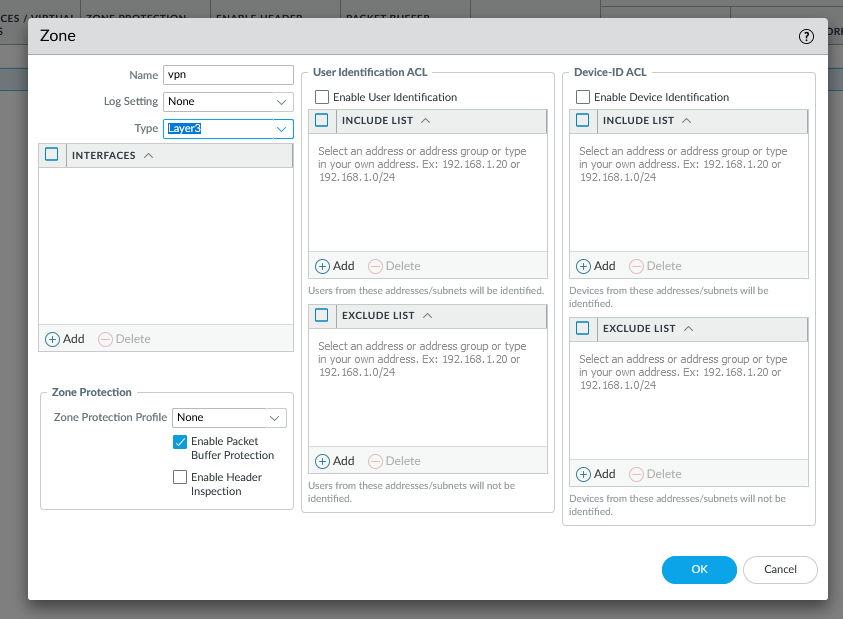 CES / VIRTUAL
ZONE PROTECTION
ENABLE HEADER
PACKET BUFFER
Zone
Name
vpn
Log Setting
None
Type
Layer3
INTERFACES
Add
Delete
Zone Protection
Zone Protection Profile
None
Enable Packet
Buffer Protection
Enable Header
Inspection
User Identification ACL
Enable User Identification
INCLUDE LIST
Select an address or address group or type
in your own address. Ex: 192.168.1.20 or
192.168.1.0/24
Add
Delete
Users from these addresses/subnets will be identified.
EXCLUDE LIST
Select an address or address group or type
in your own address. Ex: 192.168.1.20 or
192.168.1.0/24
Add
Delete
Users from these addresses/subnets will not be
identified.
Device-ID ACL
Enable Device Identification
INCLUDE LIST
Select an address or address group or type
in your own address. Ex: 192.168.1.20 or
192.168.1.0/24
Add
Delete
Devices from these addresses/subnets will be
identified.
EXCLUDE LIST
Select an address or address group or type
in your own address. Ex: 192.168.1.20 or
192.168.1.0/24
Add
Delete
Devices from these addresses/subnets will not be
identified.
OK
Cancel